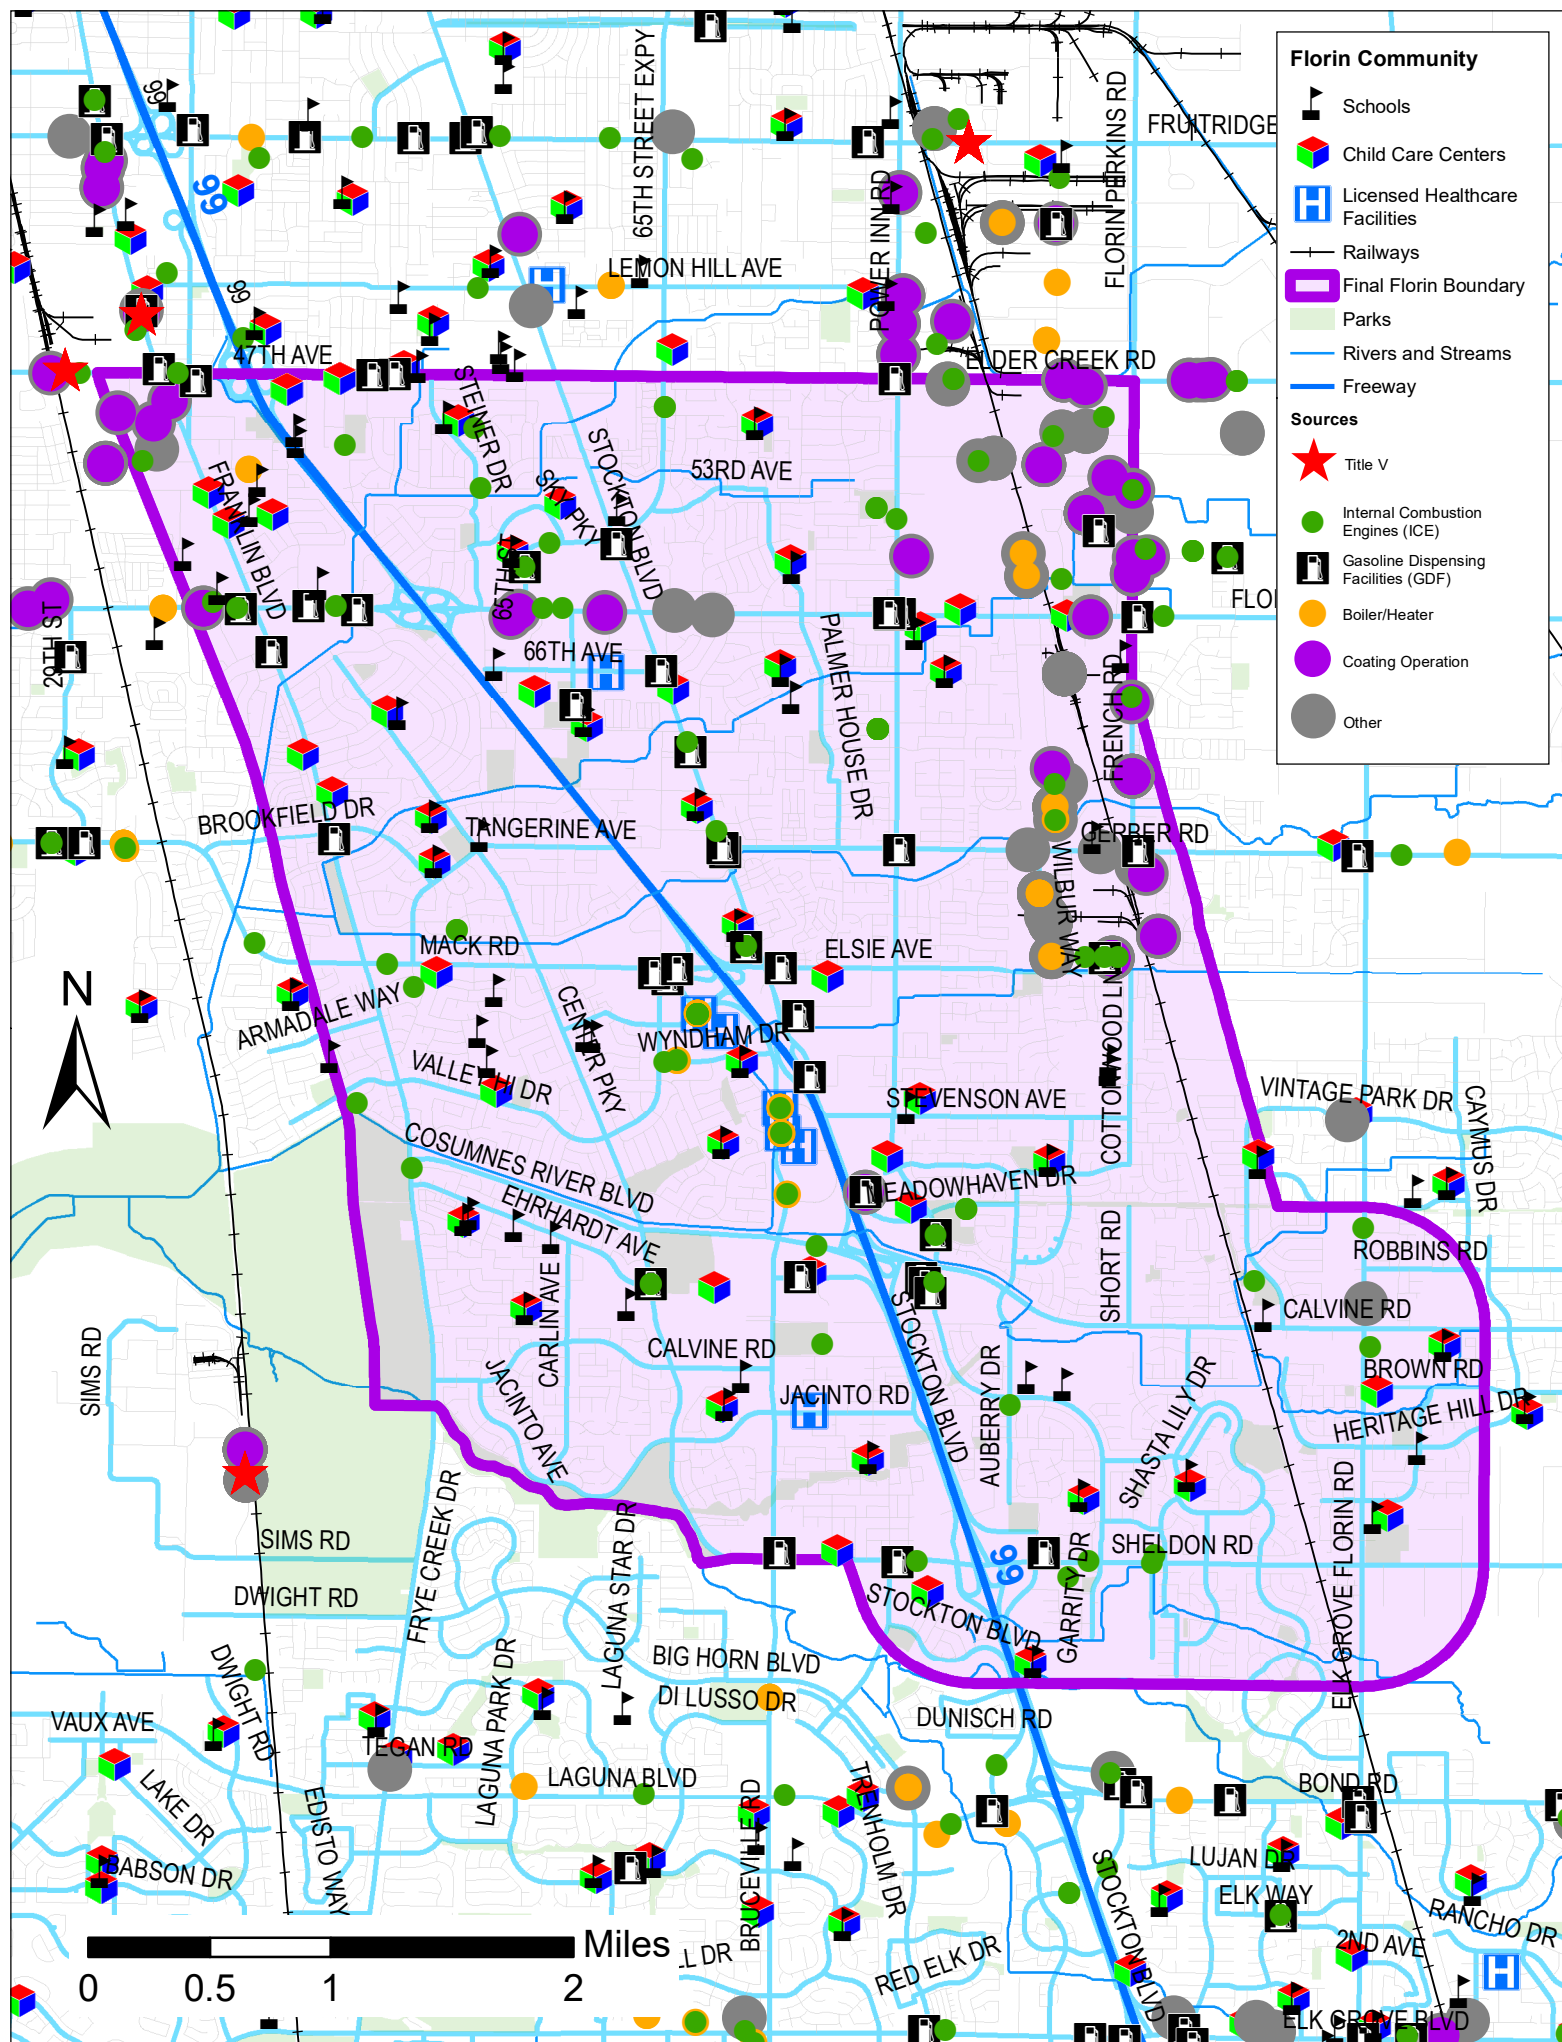 Florin Community
Schools
Child Care Centers
Licensed Healthcare
Facilities
Railways
Final Florin Boundary
Parks
Rivers and Streams
Freeway
Sources
Title V
Internal Combustion
Engines (ICE)
Gasoline Dispensing
Facilities (GDF)
Boiler/Heater
Coating Operation
Other
99
99
99
65TH STREET EXPY
FLORIN PERKINS RD
FRUITRIDGE
POWER INN RD
LEMON HILL AVE
47TH AVE
ELDER CREEK RD
STEINER DR
STOCKTON BLVD
SKY PKY
53RD AVE
FRANKLIN BLVD
65TH ST
29TH ST
FLO
66TH AVE
PALMER HOUSE DR
FRENCH RD
BROOKFIELD DR
TANGERINE AVE
GERBER RD
WILBUR WAY
MACK RD
ELSIE AVE
N
ARMADALE WAY
CENTER PKY
WYNDHAM DR
VALLEY HI DR
STEVENSON AVE
COTTONWOOD LN
VINTAGE PARK DR
CAYMUS DR
COSUMNES RIVER BLVD
EHRHARDT AVE
MEADOWHAVEN DR
SHORT RD
ROBBINS RD
CARLIN AVE
CALVINE RD
CALVINE RD
SIMS RD
STOCKTON BLVD
JACINTO AVE
JACINTO RD
AUBERRY DR
SHASTA LILY DR
BROWN RD
HERITAGE HILL DR
ELK GROVE FLORIN RD
SIMS RD
FRYE CREEK DR
LAGUNA STAR DR
99
SHELDON RD
DWIGHT RD
STOCKTON BLVD
GARRITY DR
DWIGHT RD
LAGUNA PARK DR
BIG HORN BLVD
DI LUSSO DR
DUNISCH RD
VAUX AVE
TEGAN RD
LAGUNA BLVD
BOND RD
LAKE DR
EDISTO WAY
BRUCEVILLE RD
TRENHOLM DR
STOCKTON BLVD
LUJAN DR
BABSON DR
ELK WAY
RANCHO DR
2ND AVE
RED ELK DR
LL DR
ELK GROVE BLVD
Miles
0 0.5 1 2